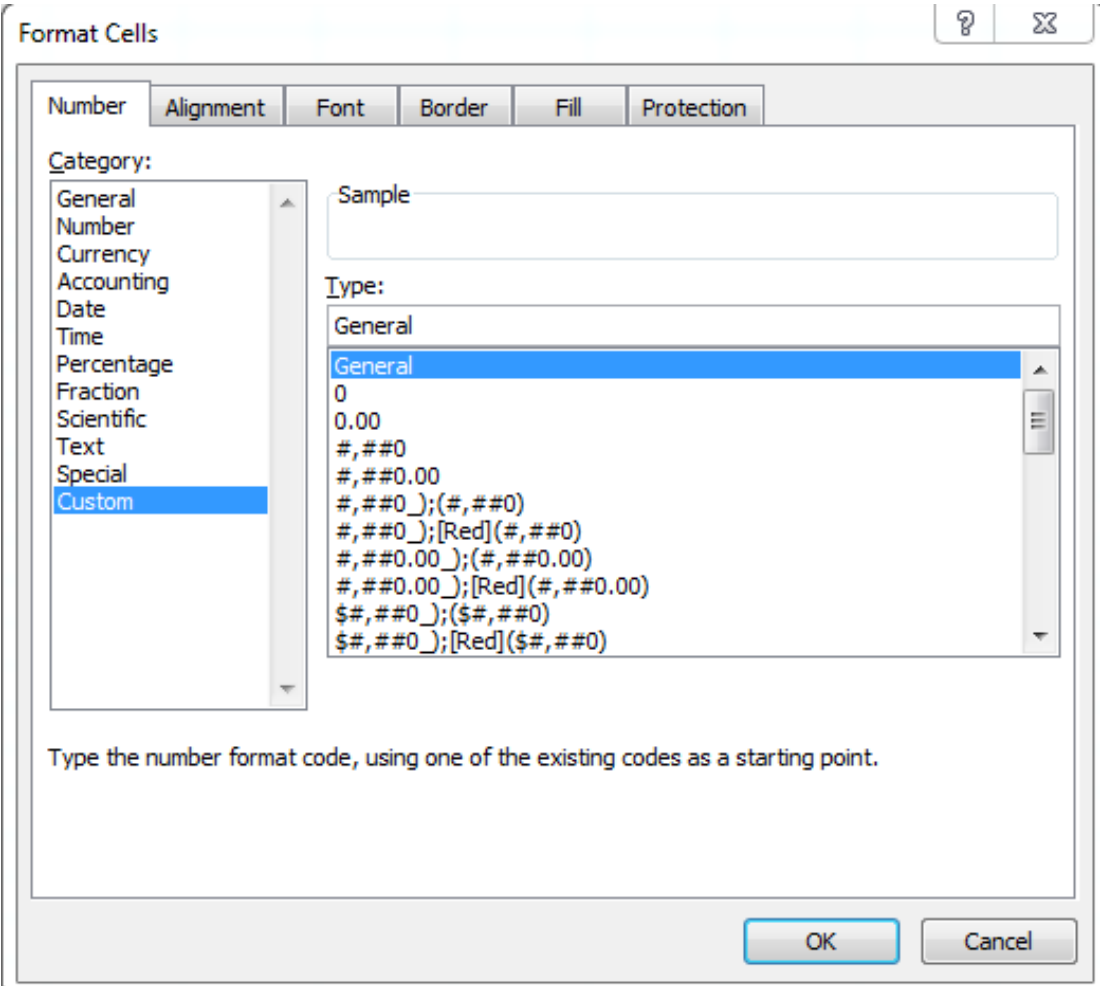 Format Cells
Number Alignment Font Border Fill Protection
Category:
General
Number
Currency
Accounting
Date
Time
Percentage
Fraction
Scientific
Text
Special
Custom
Sample
Type:
General
General
0
0.00
#,##0
#,##0.00
#,##0_);(#,##0)
#,##0_);[Red](#,##0)
#,##0.00_);(#,##0.00)
#,##0.00_);[Red](#,##0.00)
$#,##0_);($#,##0)
$#,##0_);[Red]($#,##0)
Type the number format code, using one of the existing codes as a starting point.
OK Cancel